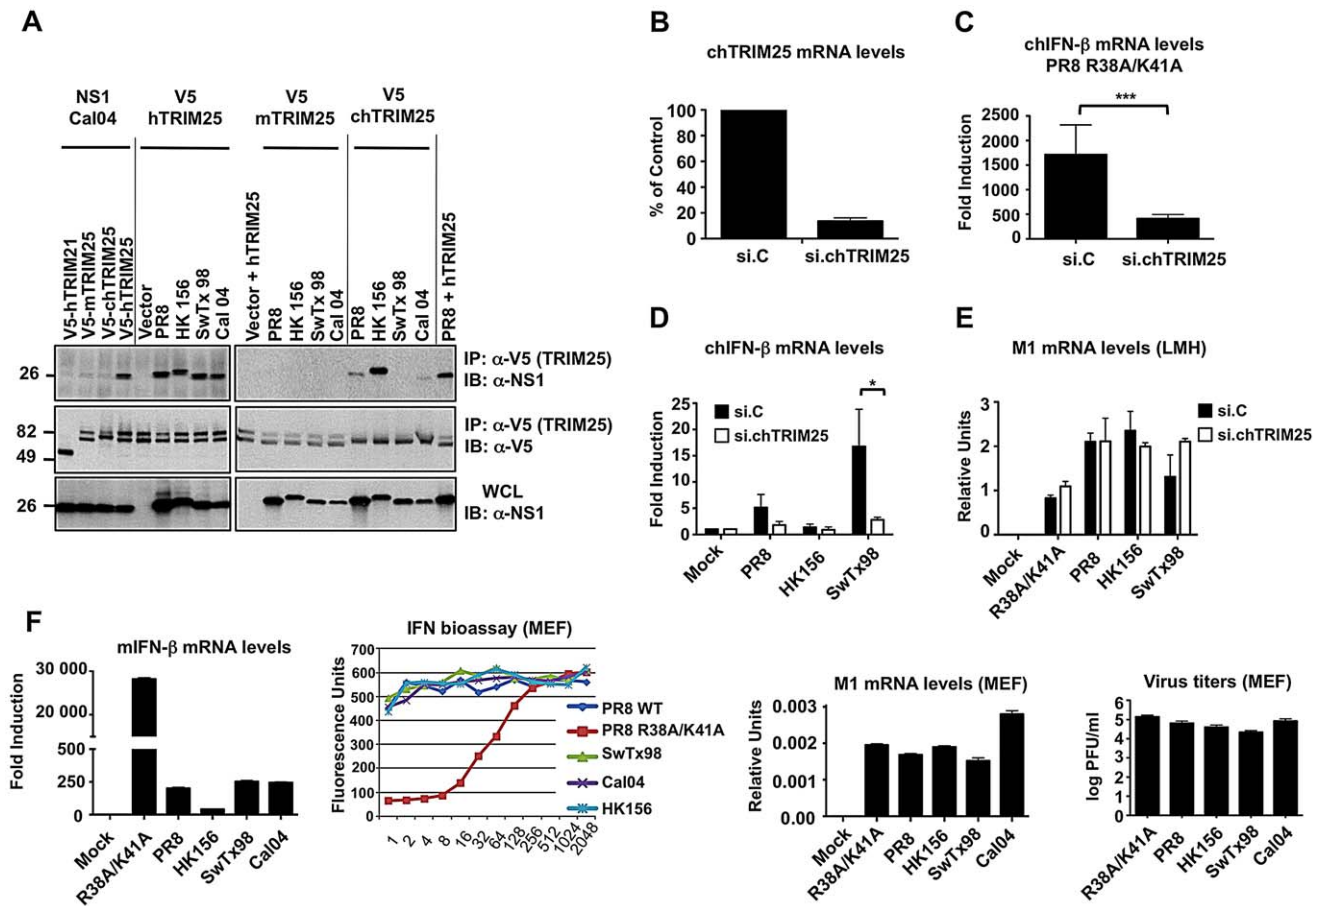 A
NS1
Cal04
V5
hTRIM25
V5
mTRIM25
V5
chTRIM25
V5-hTRIM21
V5-mTRIM25
V5-chTRIM25
V5-hTRIM25
Vector
PR8
HK 156
SwTx 98
Cal 04
Vector + hTRIM25
PR8
HK 156
SwTx 98
Cal 04
PR8
HK 156
SwTx 98
Cal 04
PR8 + hTRIM25
26
IP: α-V5 (TRIM25)
IB: α-NS1
82
49
IP: α-V5 (TRIM25)
IB: α-V5
26
WCL
IB: α-NS1
B
chTRIM25 mRNA levels
% of Control
100
80
60
40
20
0
si.C
si.chTRIM25
C
chIFN-β mRNA levels
PR8 R38A/K41A
***
Fold Induction
2500
2000
1500
1000
500
0
si.C
si.chTRIM25
D
chIFN-β mRNA levels
*
si.C
si.chTRIM25
Fold Induction
25
20
15
10
5
0
Mock
PR8
HK156
SwTx98
E
M1 mRNA levels (LMH)
si.C
si.chTRIM25
Relative Units
3
2
1
0
Mock
R38A/K41A
PR8
HK156
SwTx98
F
mIFN-β mRNA levels
Fold Induction
30 000
20 000
500
250
0
Mock
R38A/K41A
PR8
HK156
SwTx98
Cal04
IFN bioassay (MEF)
Fluorescence Units
700
600
500
400
300
200
100
0
1
2
4
8
16
32
64
128
256
512
1024
2048
PR8 WT
PR8 R38A/K41A
SwTx98
Cal04
HK156
M1 mRNA levels (MEF)
Relative Units
0.003
0.002
0.001
0.00
Mock
R38A/K41A
PR8
HK156
SwTx98
Cal04
Virus titers (MEF)
log PFU/ml
6
5
4
3
2
1
0
R38A/K41A
PR8
HK156
SwTx98
Cal04